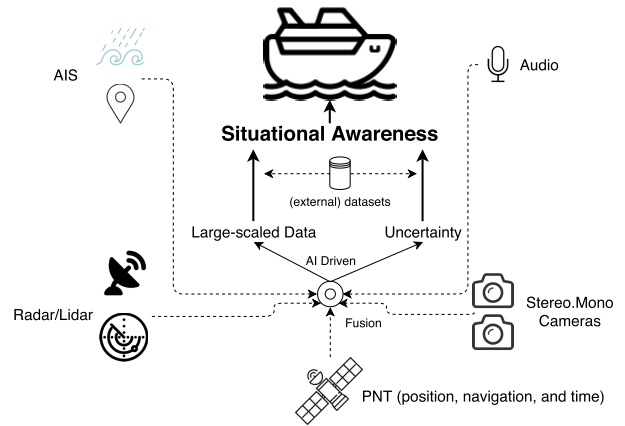 AIS
Audio
Situational Awareness
(external) datasets
Large-scaled Data
Uncertainty
AI Driven
Radar/Lidar
Stereo.Mono
Cameras
Fusion
PNT (position, navigation, and time)